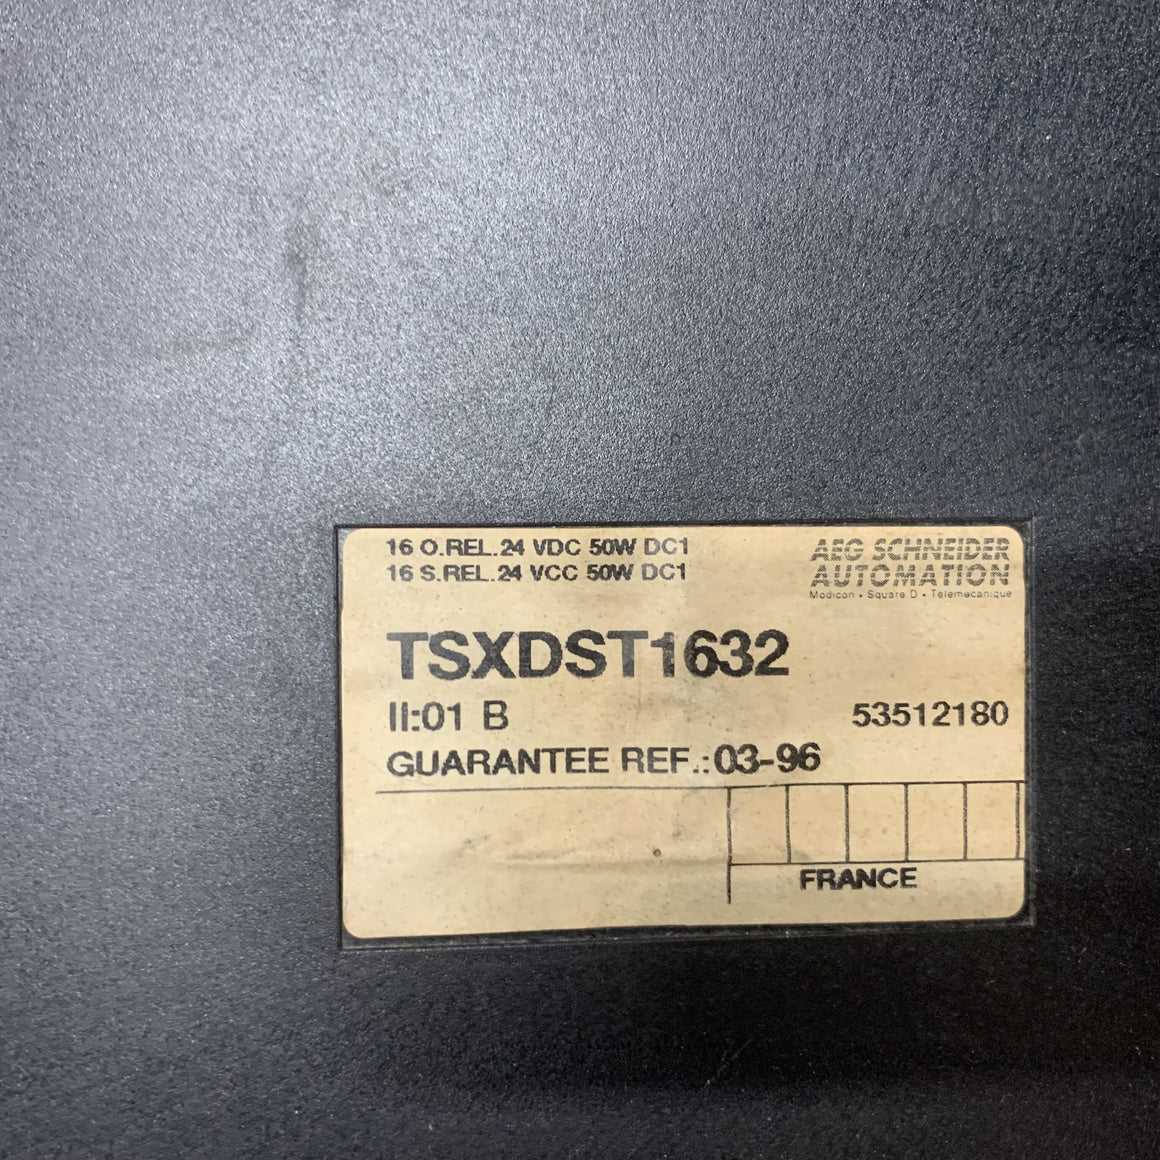 16 O.REL.24 VDC 50W DC1
16 S.REL.24 VCC 50W DC1
AEG SCHNEIDER
AUTOMATION
Modicon • Square D • Telemecanique
TSXDST1632
II:01 B
53512180
GUARANTEE REF.:03-96
FRANCE